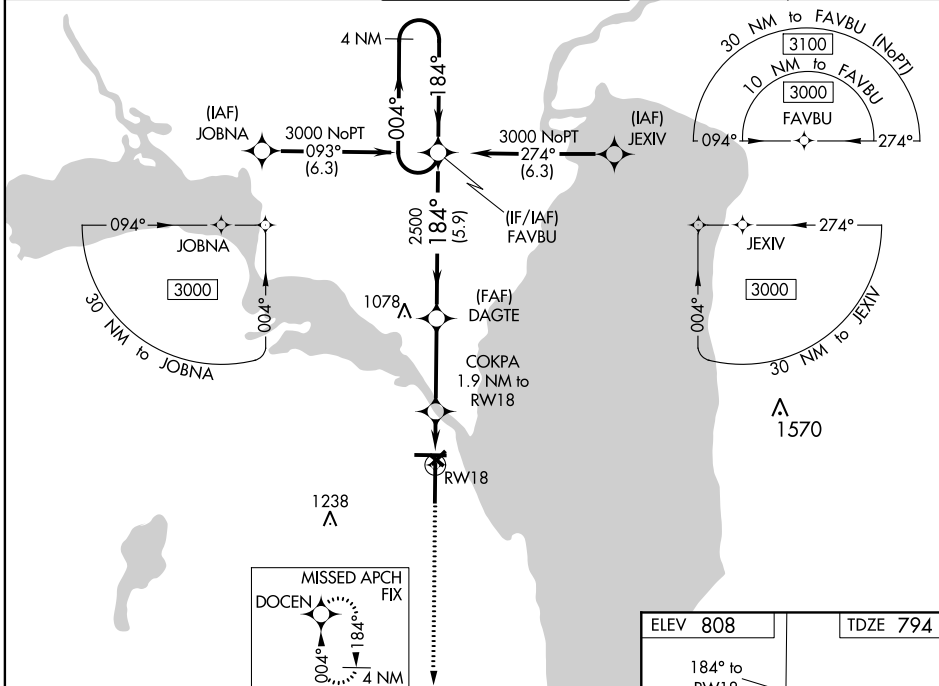 4 NM
004°
184°
(IAF)
JOBNA
3000 NoPT
093°
(6.3)
3000 NoPT
274°
(6.3)
(IAF)
JEXIV
(IF/IAF)
FAVBU
2500
184°
(5.9)
30 NM to FAVBU (NoPT)
3100
10 NM to FAVBU
3000
FAVBU
094°
274°
094°
JOBNA
3000
004°
30 NM to JOBNA
274°
JEXIV
3000
004°
30 NM to JEXIV
1078
(FAF)
DAGTE
COKPA
1.9 NM to
RW18
RW18
1570
1238
MISSED APCH
FIX
DOCEN
004°
184°
4 NM
ELEV 808
TDZE 794
184° to
RW18